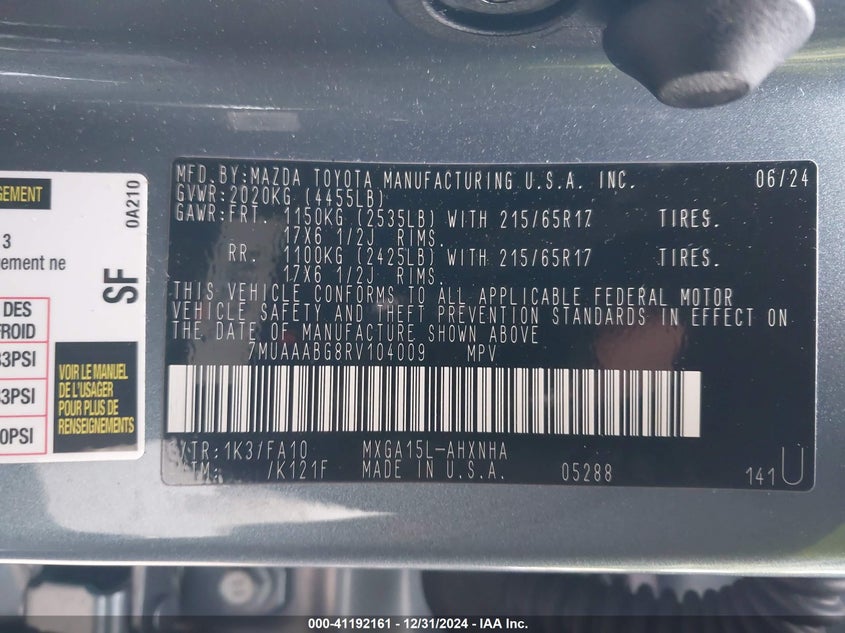 GEMENT
3
gement ne
DES
FROID
33PSI
33PSI
0PSI
0A210
SF
VOIR LE MANUEL
DE L'USAGER
POUR PLUS DE
RENSEIGNEMENTS
MFD.BY:MAZDA TOYOTA MANUFACTURING U.S.A. INC. 06/24
GVWR:2020KG (4455LB)
GAWR:FRT. 1150KG (2535LB) WITH 215/65R17 TIRES.
17X6 1/2J RIMS.
RR. 1100KG (2425LB) WITH 215/65R17 TIRES.
17X6 1/2J RIMS.
THIS VEHICLE CONFORMS TO ALL APPLICABLE FEDERAL MOTOR
VEHICLE SAFETY AND THEFT PREVENTION STANDARDS IN EFFECT ON
THE DATE OF MANUFACTURE SHOWN ABOVE
7MUAAABG8RV104009 MPV
C/TR:1K3/FA10 MXGA15L-AHXNHA
/K121F MADE IN U.S.A. 05288 141U
000-41192161 - 12/31/2024 - IAA Inc.